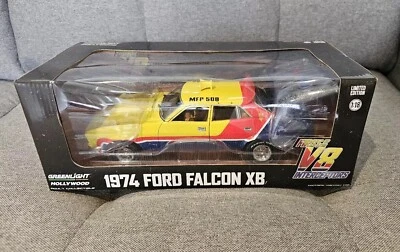 MFP 508
LIMITED
EDITION
1:18
GREENLIGHT
HOLLYWOOD
1974 FORD FALCON XB
V8
INTERCEPTORS